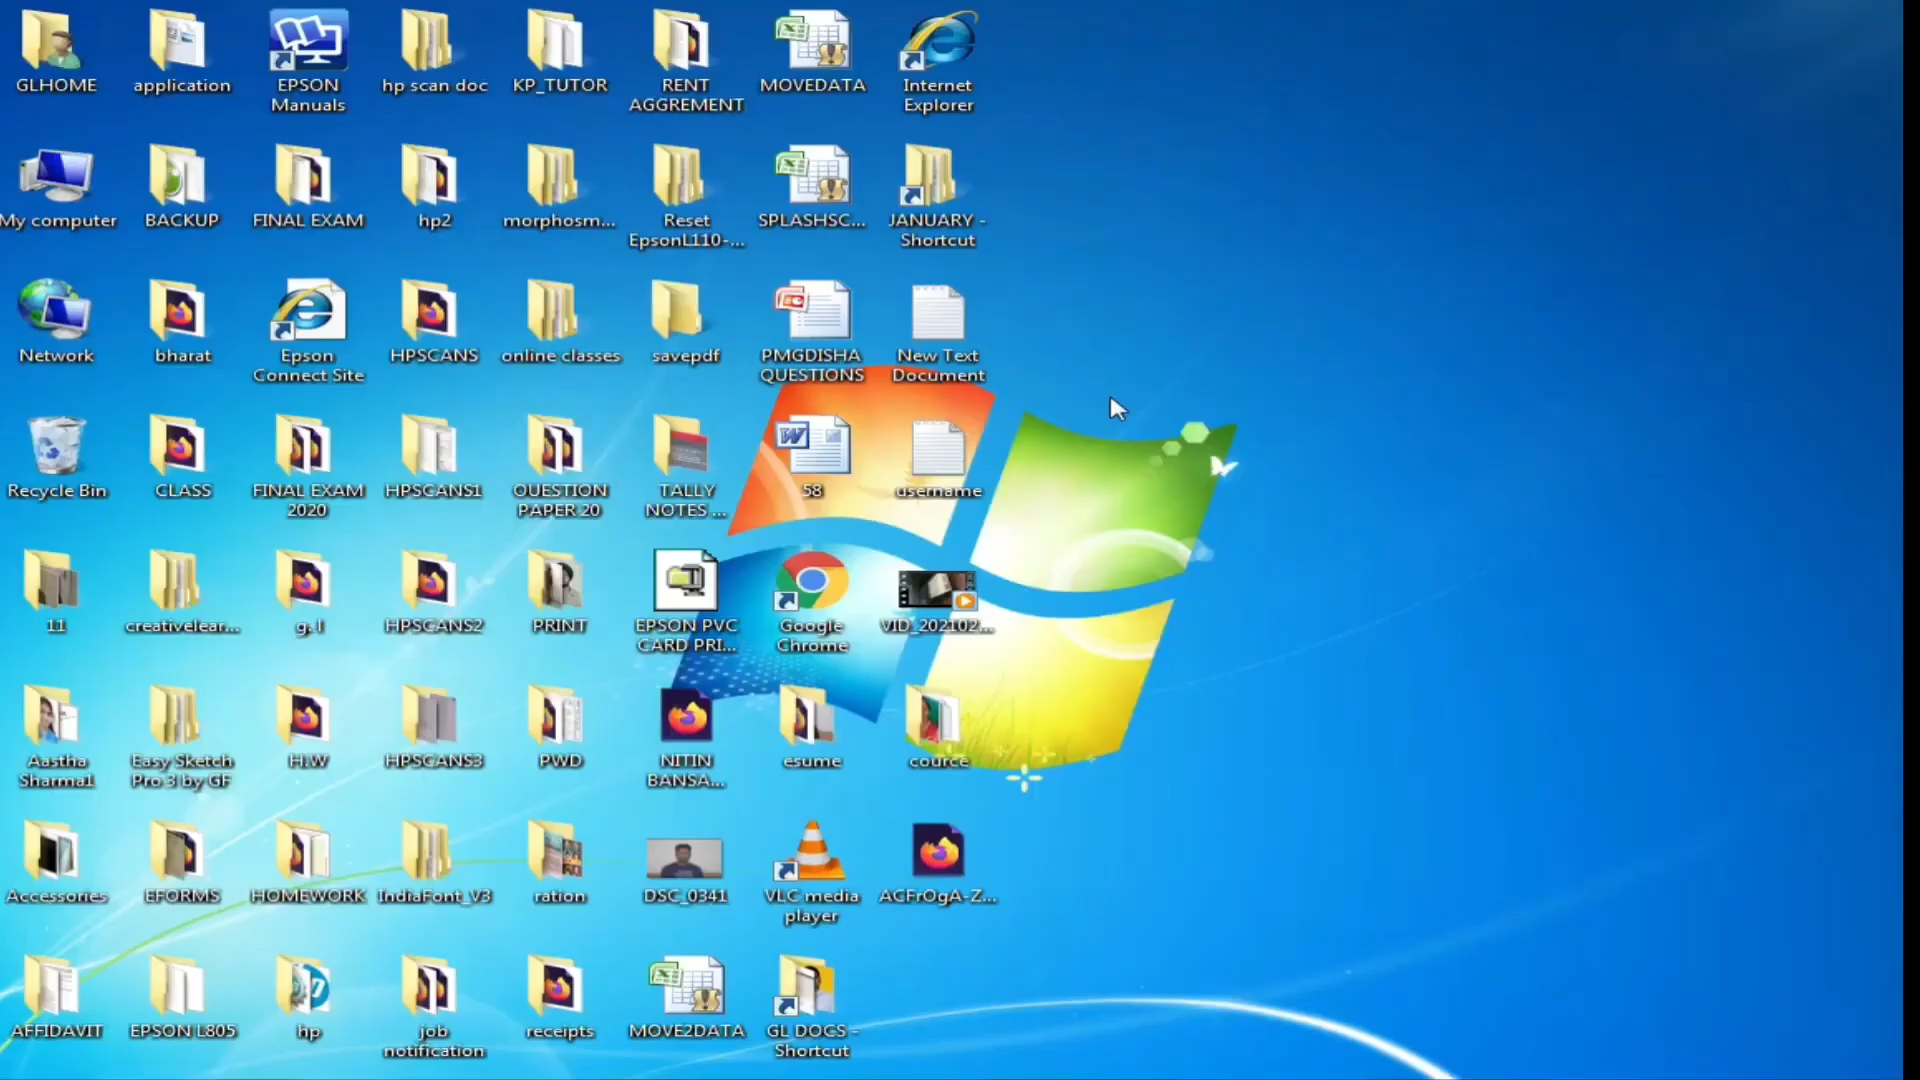 GLHOME
application
EPSON
Manuals
hp scan doc
KP_TUTOR
RENT
AGGREMENT
MOVEDATA
Internet
Explorer
My computer
BACKUP
FINAL EXAM
hp2
morphosm...
Reset
EpsonL110-...
SPLASHSC...
JANUARY -
Shortcut
Network
bharat
Epson
Connect Site
HPSCANS
online classes
savepdf
PMGDISHA
QUESTIONS
New Text
Document
Recycle Bin
CLASS
FINAL EXAM
2020
HPSCANS1
QUESTION
PAPER 20
TALLY
NOTES ...
58
username
11
creativelear...
g. l
HPSCANS2
PRINT
EPSON PVC
CARD PRI...
Google
Chrome
VID_202102...
Aastha
Sharma1
Easy Sketch
Pro 3 by GF
H.W
HPSCANS3
PWD
NITIN
BANSA...
esume
cource
Accessories
EFORMS
HOMEWORK
IndiaFont_V3
ration
DSC_0341
VLC media
player
ACFrOgA-Z...
AFFIDAVIT
EPSON L805
hp
job
notification
receipts
MOVE2DATA
GL DOCS -
Shortcut